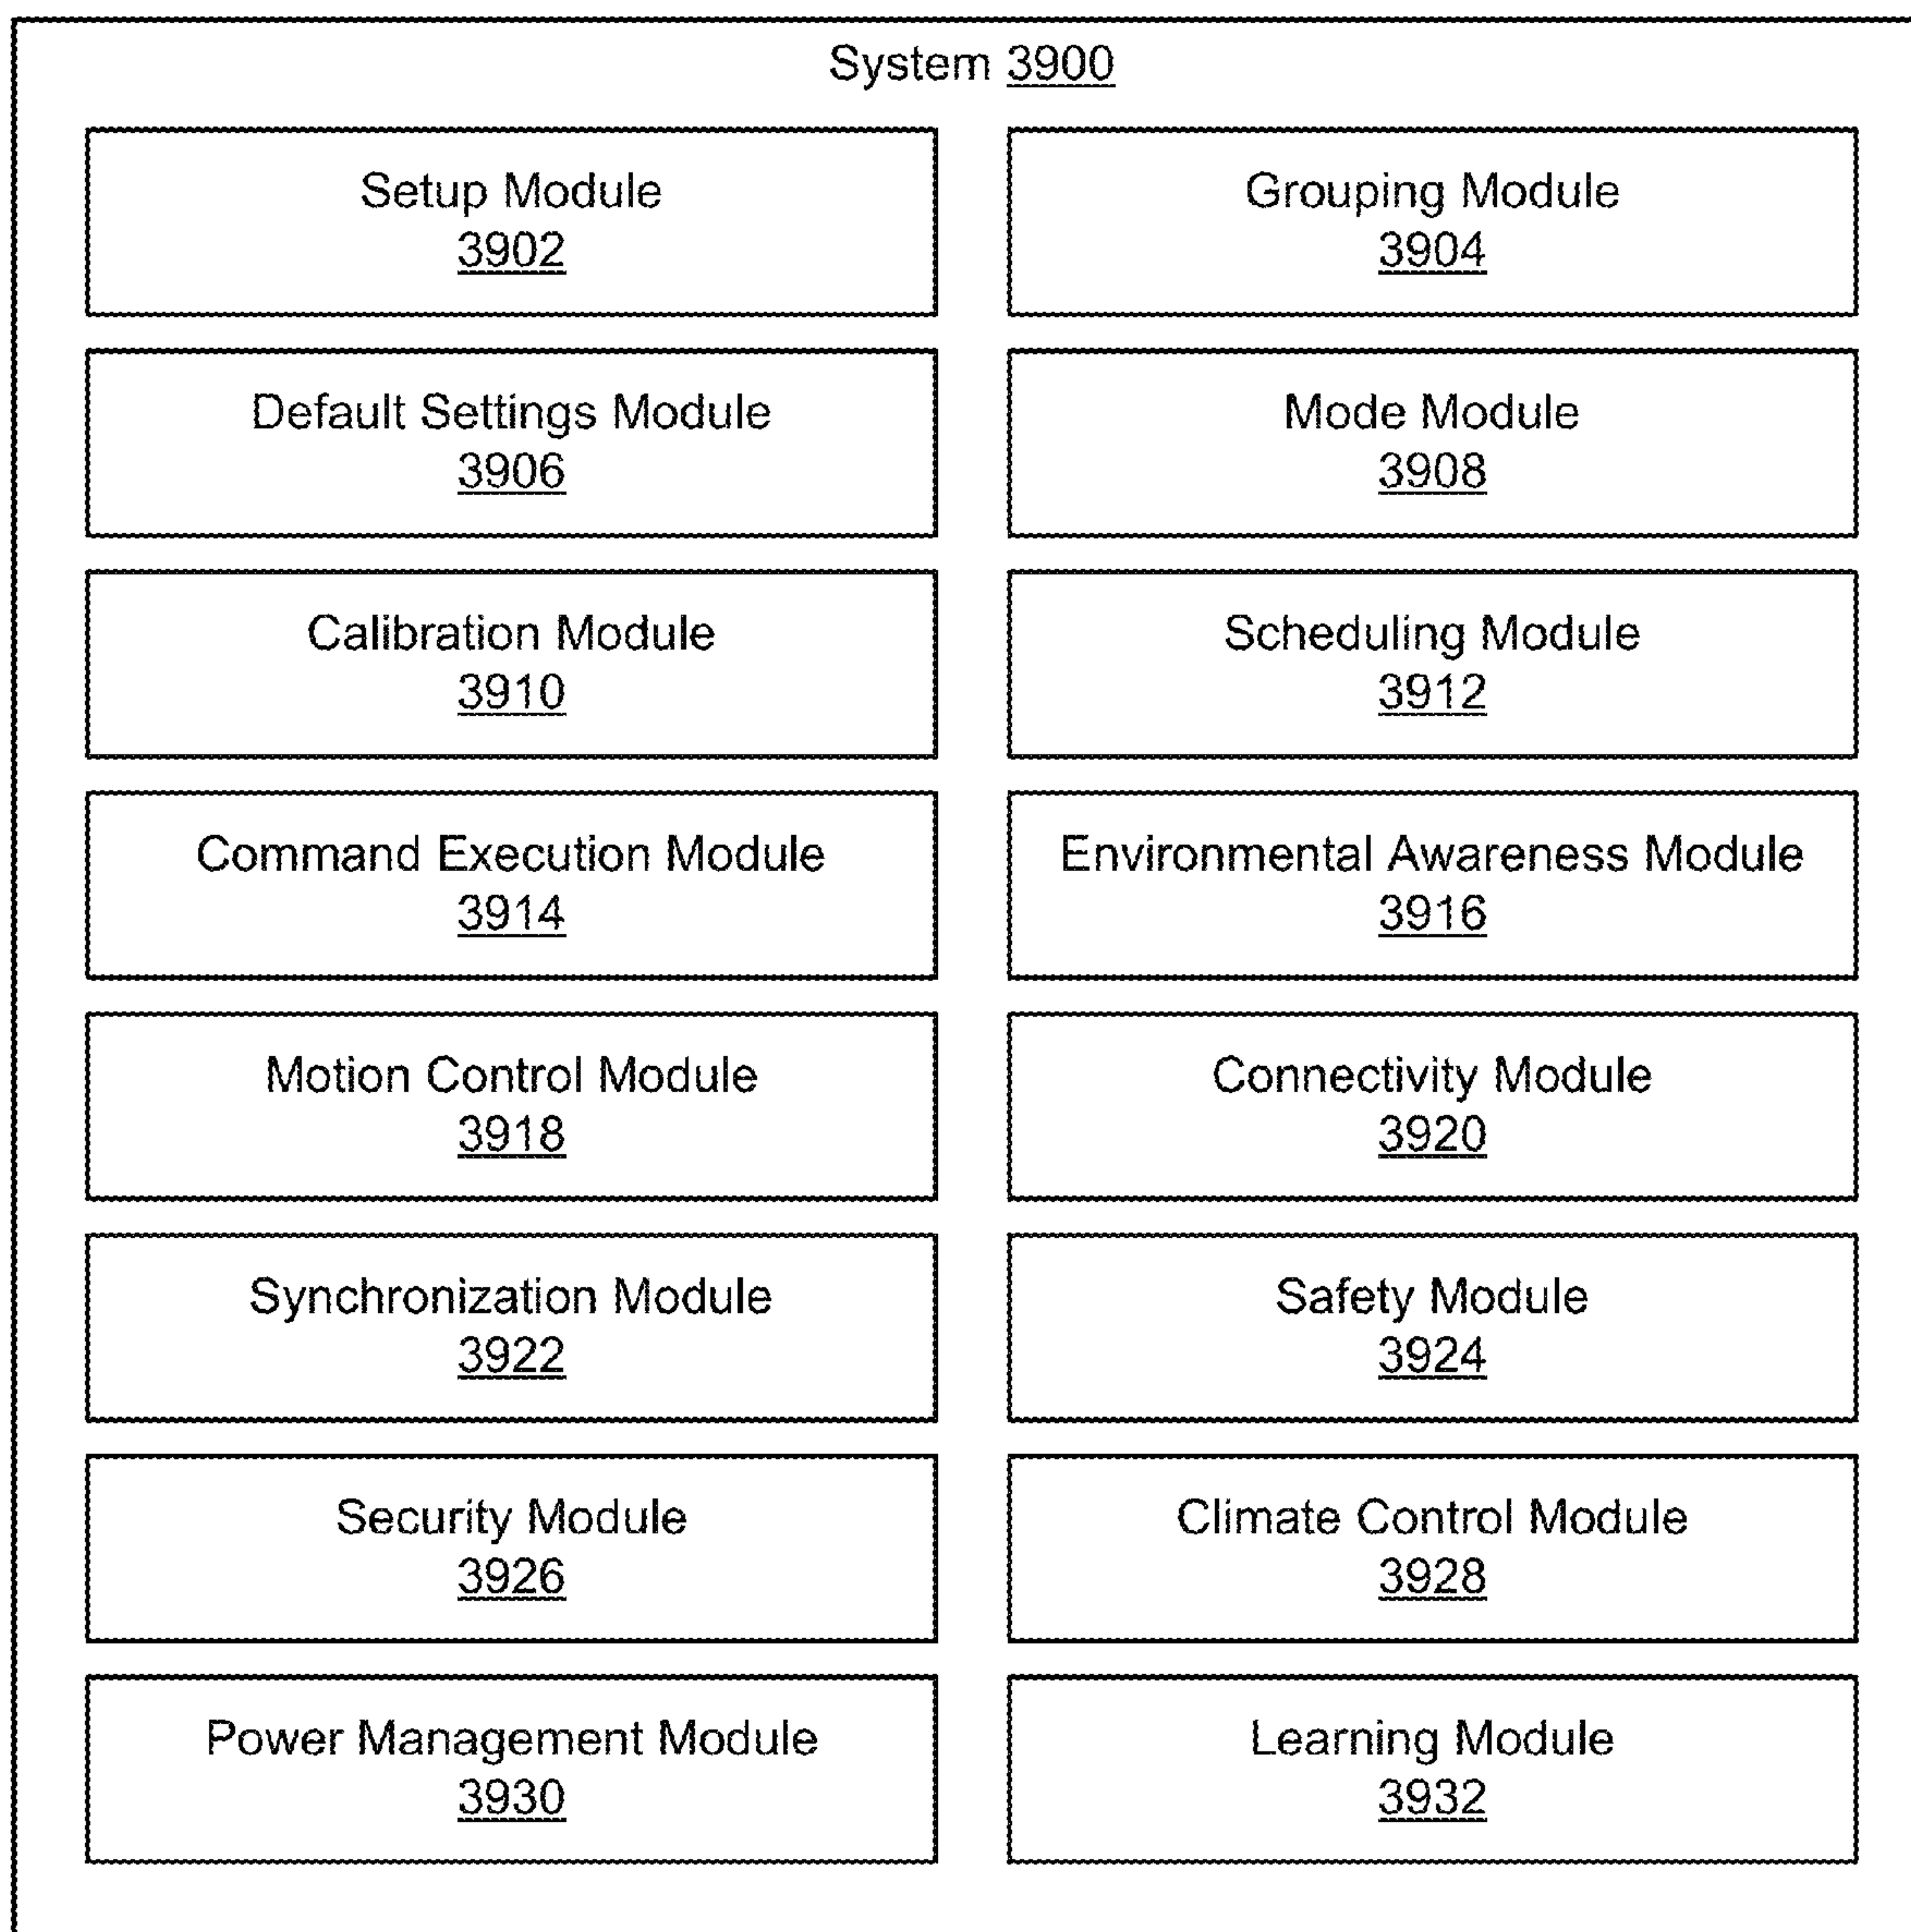 System 3900
Setup Module
3902
Grouping Module
3904
Default Settings Module
3906
Mode Module
3908
Calibration Module
3910
Scheduling Module
3912
Command Execution Module
3914
Environmental Awareness Module
3916
Motion Control Module
3918
Connectivity Module
3920
Synchronization Module
3922
Safety Module
3924
Security Module
3926
Climate Control Module
3928
Power Management Module
3930
Learning Module
3932